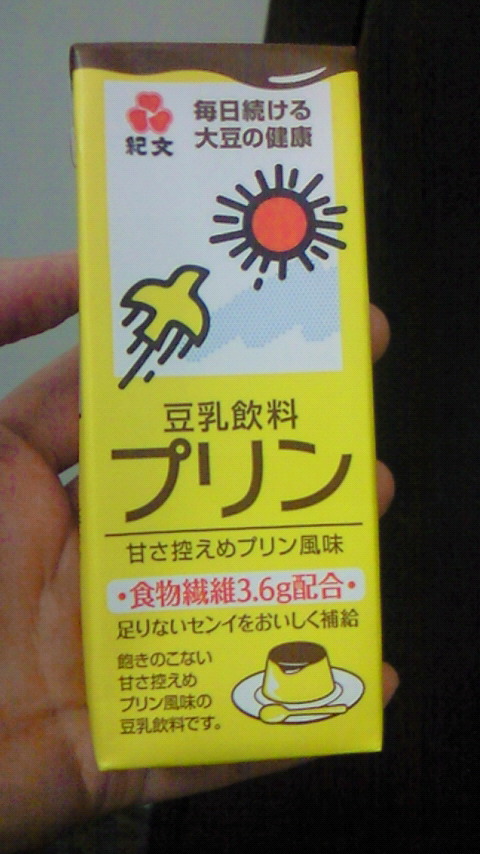 紀文
毎日続ける
大豆の健康
豆乳飲料
プリン
甘さ控えめプリン風味
・食物繊維3.6g配合・
足りないセンイをおいしく補給
飽きのこない
甘さ控えめ
プリン風味の
豆乳飲料です。